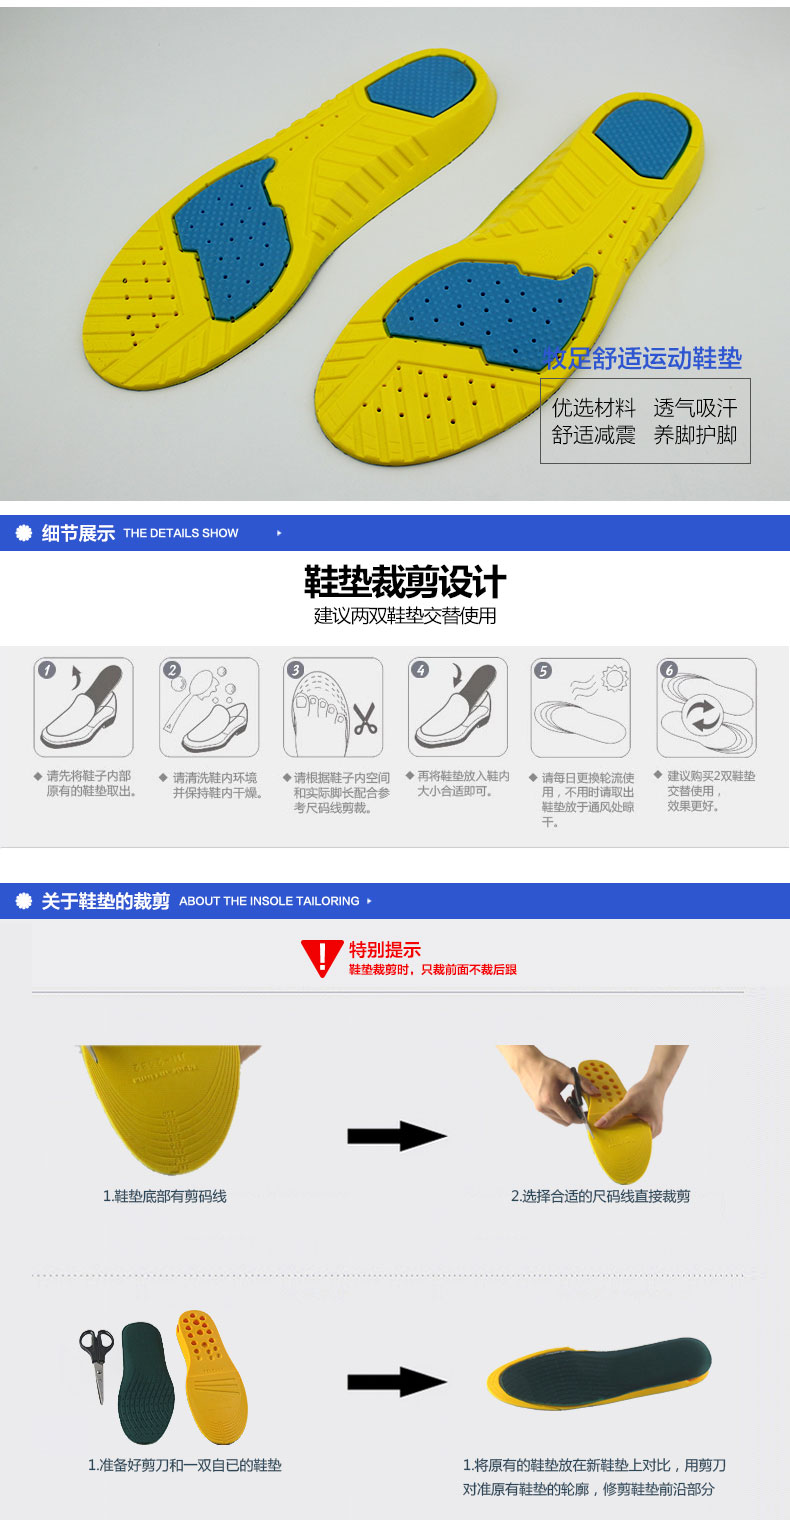 牧足舒适运动鞋垫
优选材料 透气吸汗
舒适减震 养脚护脚
细节展示 THE DETAILS SHOW
鞋垫裁剪设计
建议两双鞋垫交替使用
1
2
3
4
5
6
请先将鞋子内部
原有的鞋垫取出。
请清洗鞋内环境
并保持鞋内干燥。
请根据鞋子内空间
和实际脚长配合参
考尺码线剪裁。
再将鞋垫放入鞋内
大小合适即可。
请每日更换轮流使
用，不用时请取出
鞋垫放于通风处晾
干。
建议购买2双鞋垫
交替使用，
效果更好。
关于鞋垫的裁剪 ABOUT THE INSOLE TAILORING
特别提示
鞋垫裁剪时，只裁前面不裁后跟
1.鞋垫底部有剪码线
2.选择合适的尺码线直接裁剪
1.准备好剪刀和一双自已的鞋垫
1.将原有的鞋垫放在新鞋垫上对比，用剪刀
对准原有鞋垫的轮廓，修剪鞋垫前沿部分